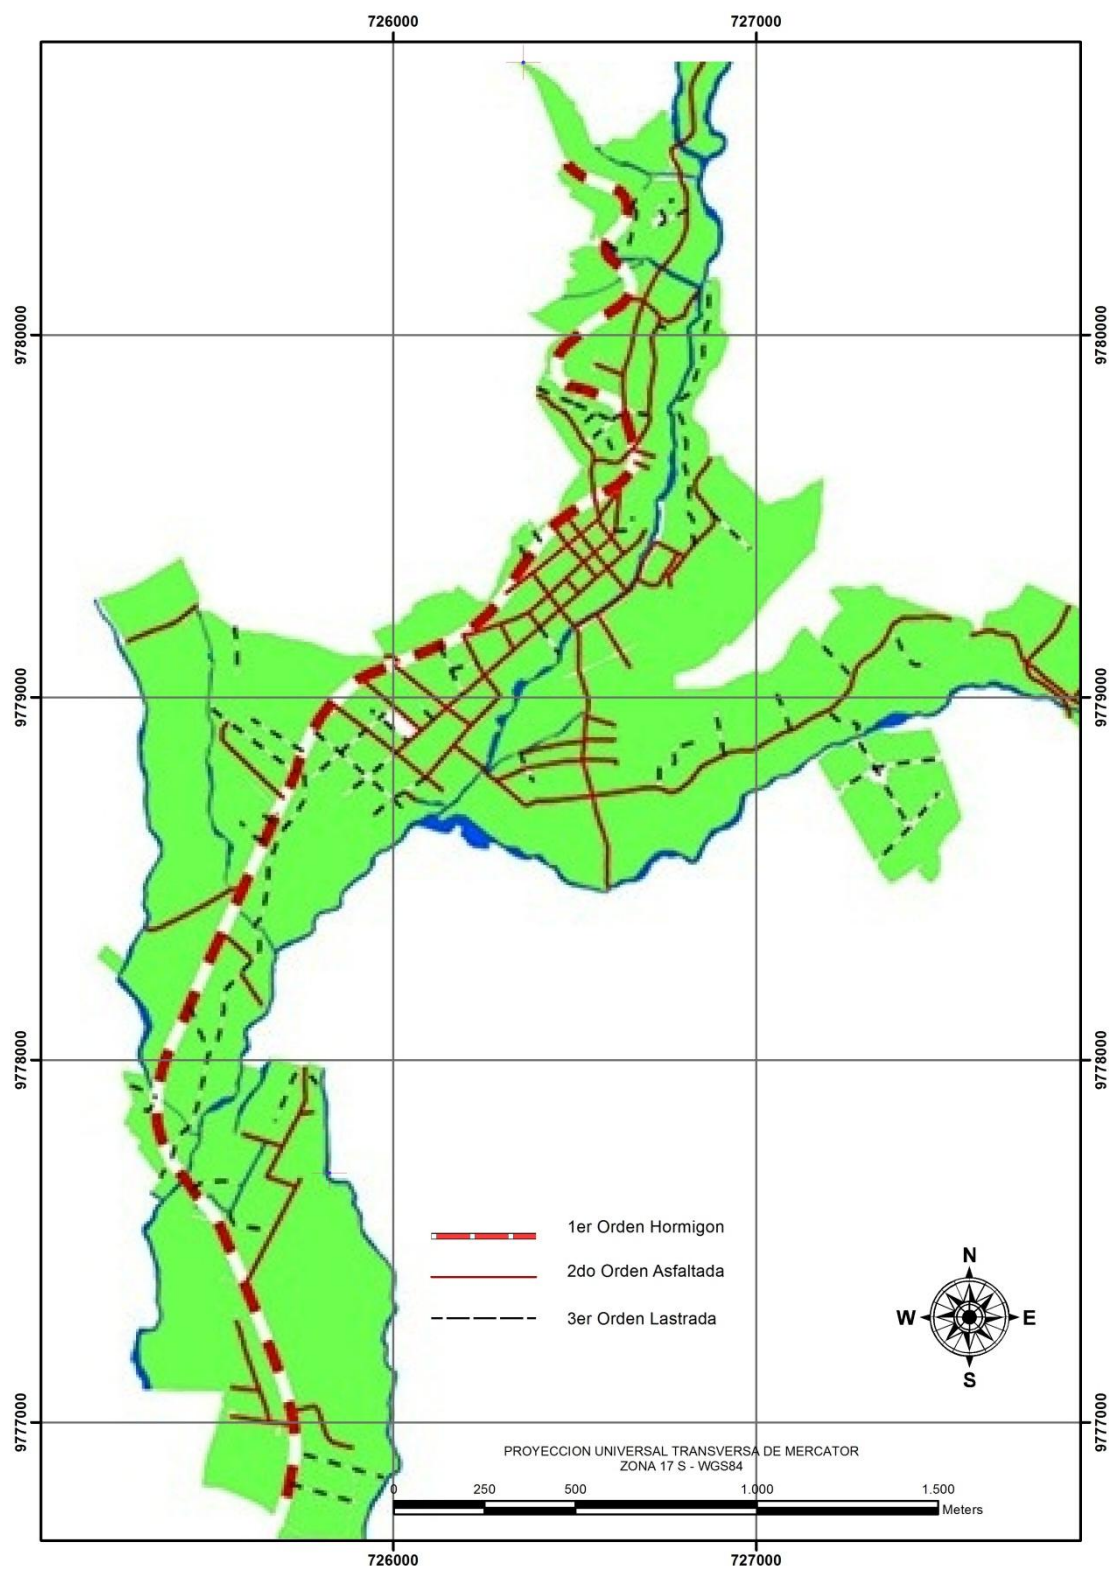 726000
727000
9780000
9780000
9779000
9779000
9778000
9778000
1er Orden Hormigon
2do Orden Asfaltada
3er Orden Lastrada
N
W
E
S
9777000
9777000
PROYECCION UNIVERSAL TRANSVERSA DE MERCATOR
ZONA 17 S - WGS84
0 250 500 1.000 1.500
Meters
726000
727000